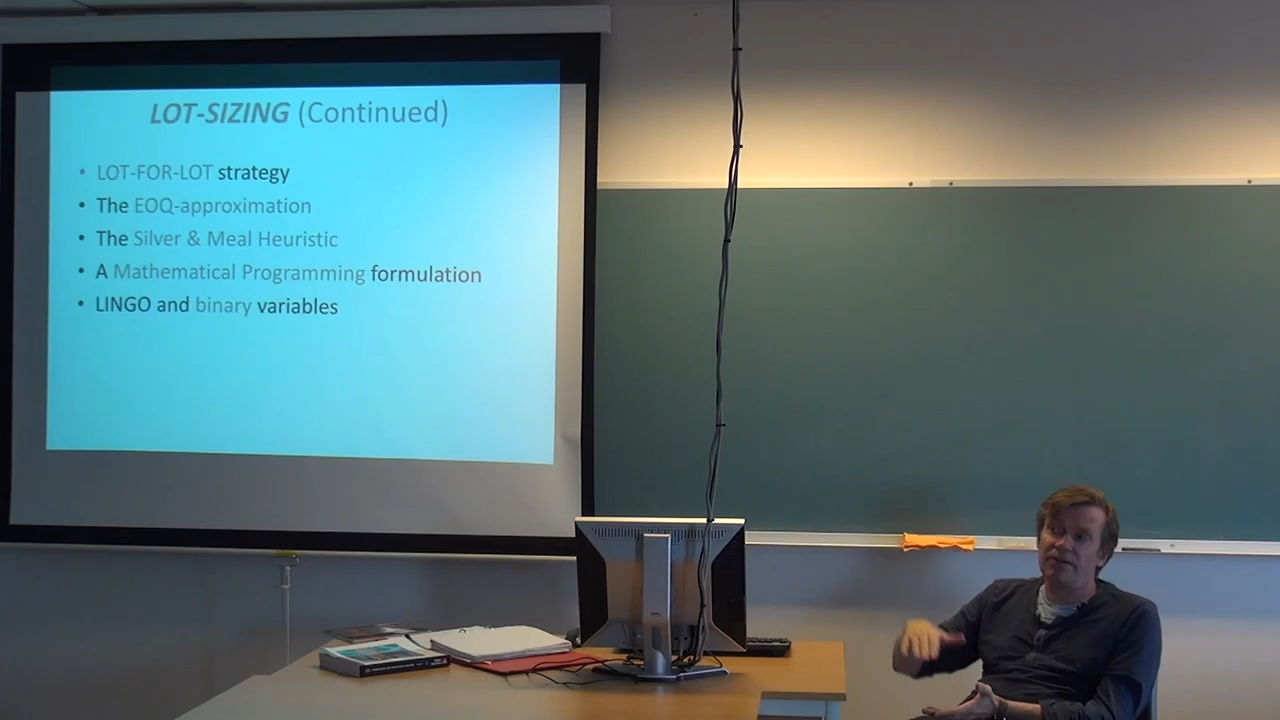 LOT-SIZING (Continued)
• LOT-FOR-LOT strategy
• The EOQ-approximation
• The Silver & Meal Heuristic
• A Mathematical Programming formulation
• LINGO and binary variables